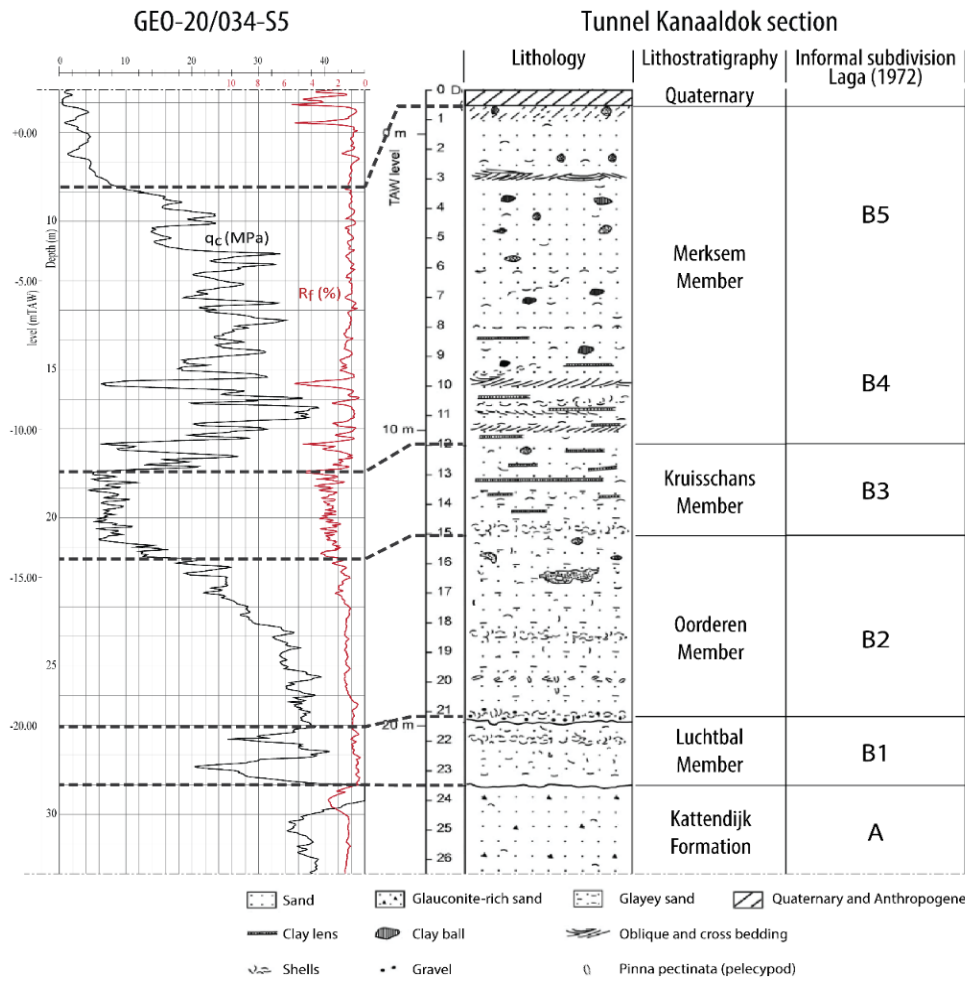 GEO-20/034-S5
Tunnel Kanaaldok section
Lithology
Lithostratigraphy
Informal subdivision
Laga (1972)
0
10
20
30
40
10
8
6
4
2
0
+0.00
10
-5.00
15
-10.00
20
-15.00
25
-20.00
30
Depth (m)
level (mTAW)
qc (MPa)
Rf (%)
TAW level
0 m
10 m
20 m
0
D
1
2
3
4
5
6
7
8
9
10
11
12
13
14
15
16
17
18
19
20
21
22
23
24
25
26
Quaternary
Merksem
Member
Kruisschans
Member
Oorderen
Member
Luchtbal
Member
Kattendijk
Formation
B5
B4
B3
B2
B1
A
Sand
Glauconite-rich sand
Glayey sand
Quaternary and Anthropogene
Clay lens
Clay ball
Oblique and cross bedding
Shells
Gravel
Pinna pectinata (pelecypod)